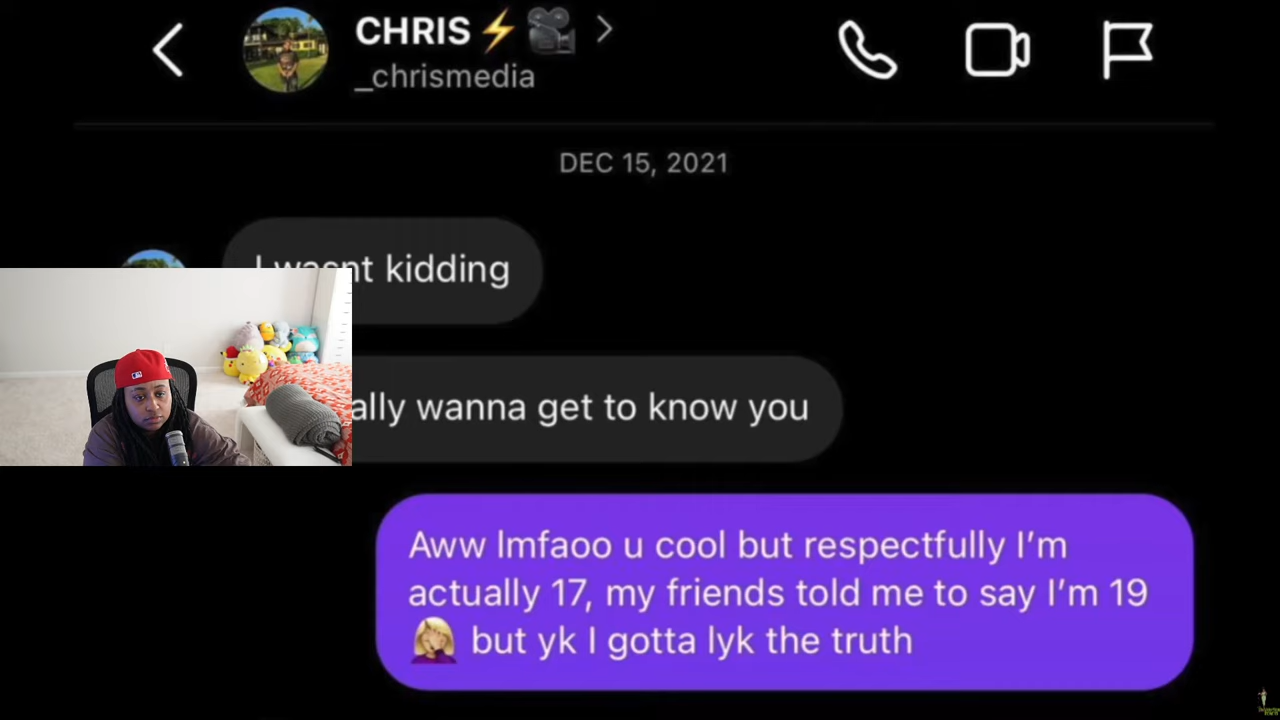 CHRIS⚡🎥
_chrismedia
DEC 15, 2021
I wasnt kidding
ally wanna get to know you
Aww lmfaoo u cool but respectfully I'm
actually 17, my friends told me to say I'm 19
🤦🏼‍♀️ but yk I gotta lyk the truth